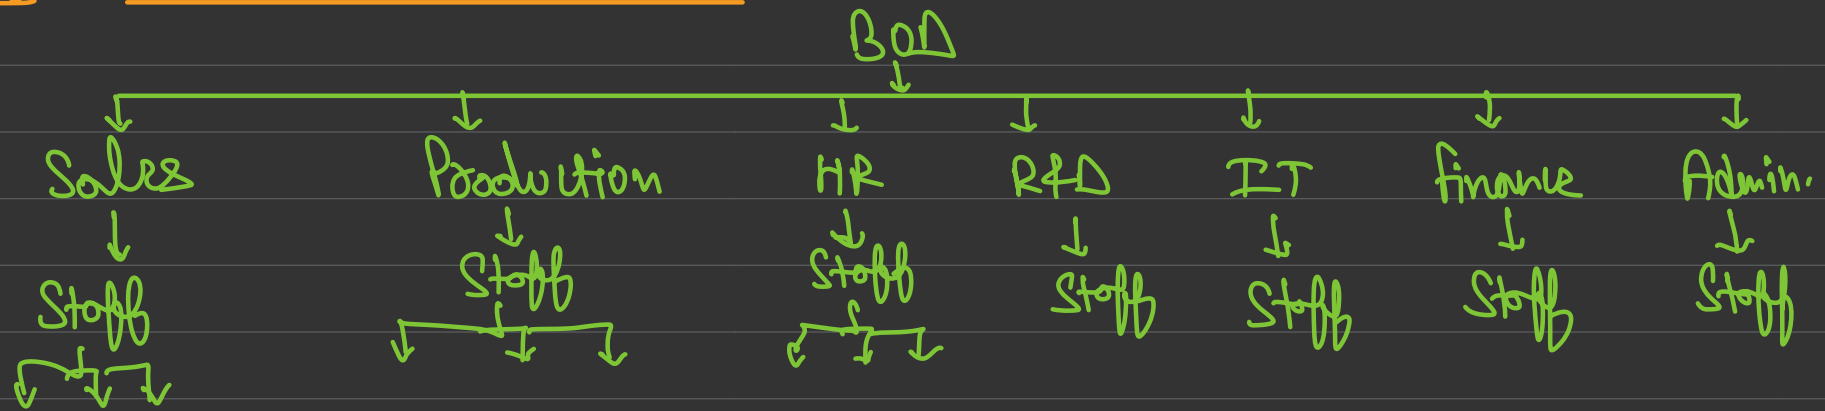 BOD
Sales Production HR R&D IT Finance Admin.
Staff Staff Staff Staff Staff Staff Staff